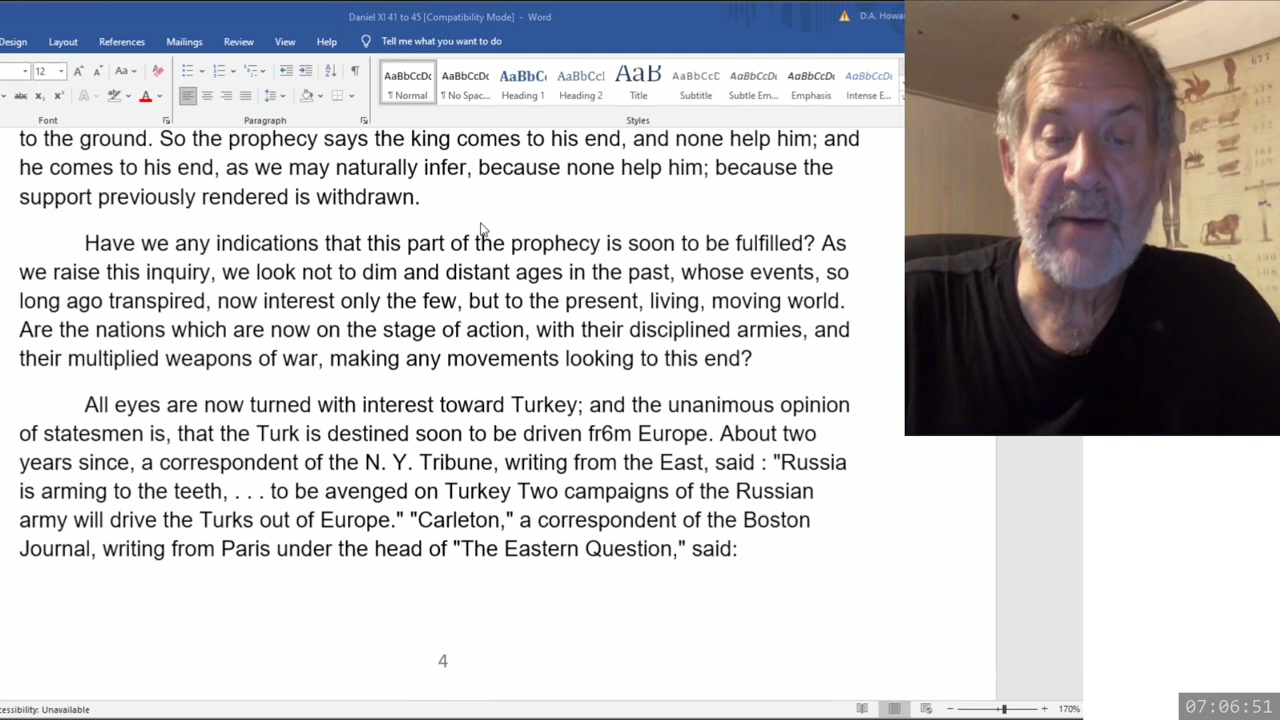 Daniel XI 41 to 45 [Compatibility Mode] - Word
D.A. Howa
Design Layout References Mailings Review View Help Tell me what you want to do
12 Aa
AaBbCcDc AaBbCcDc AaBbC AaBbCcI AaB AaBbCcD AaBbCcDc AaBbCcDc AaBbCcDc
¶ Normal ¶ No Spac... Heading 1 Heading 2 Title Subtitle Subtle Em... Emphasis Intense E...
Font Paragraph Styles
to the ground. So the prophecy says the king comes to his end, and none help him; and
he comes to his end, as we may naturally infer, because none help him; because the
support previously rendered is withdrawn.
Have we any indications that this part of the prophecy is soon to be fulfilled? As
we raise this inquiry, we look not to dim and distant ages in the past, whose events, so
long ago transpired, now interest only the few, but to the present, living, moving world.
Are the nations which are now on the stage of action, with their disciplined armies, and
their multiplied weapons of war, making any movements looking to this end?
All eyes are now turned with interest toward Turkey; and the unanimous opinion
of statesmen is, that the Turk is destined soon to be driven fr6m Europe. About two
years since, a correspondent of the N. Y. Tribune, writing from the East, said : "Russia
is arming to the teeth, . . . to be avenged on Turkey Two campaigns of the Russian
army will drive the Turks out of Europe." "Carleton," a correspondent of the Boston
Journal, writing from Paris under the head of "The Eastern Question," said:
4
cessibility: Unavailable
170%
07:06:51